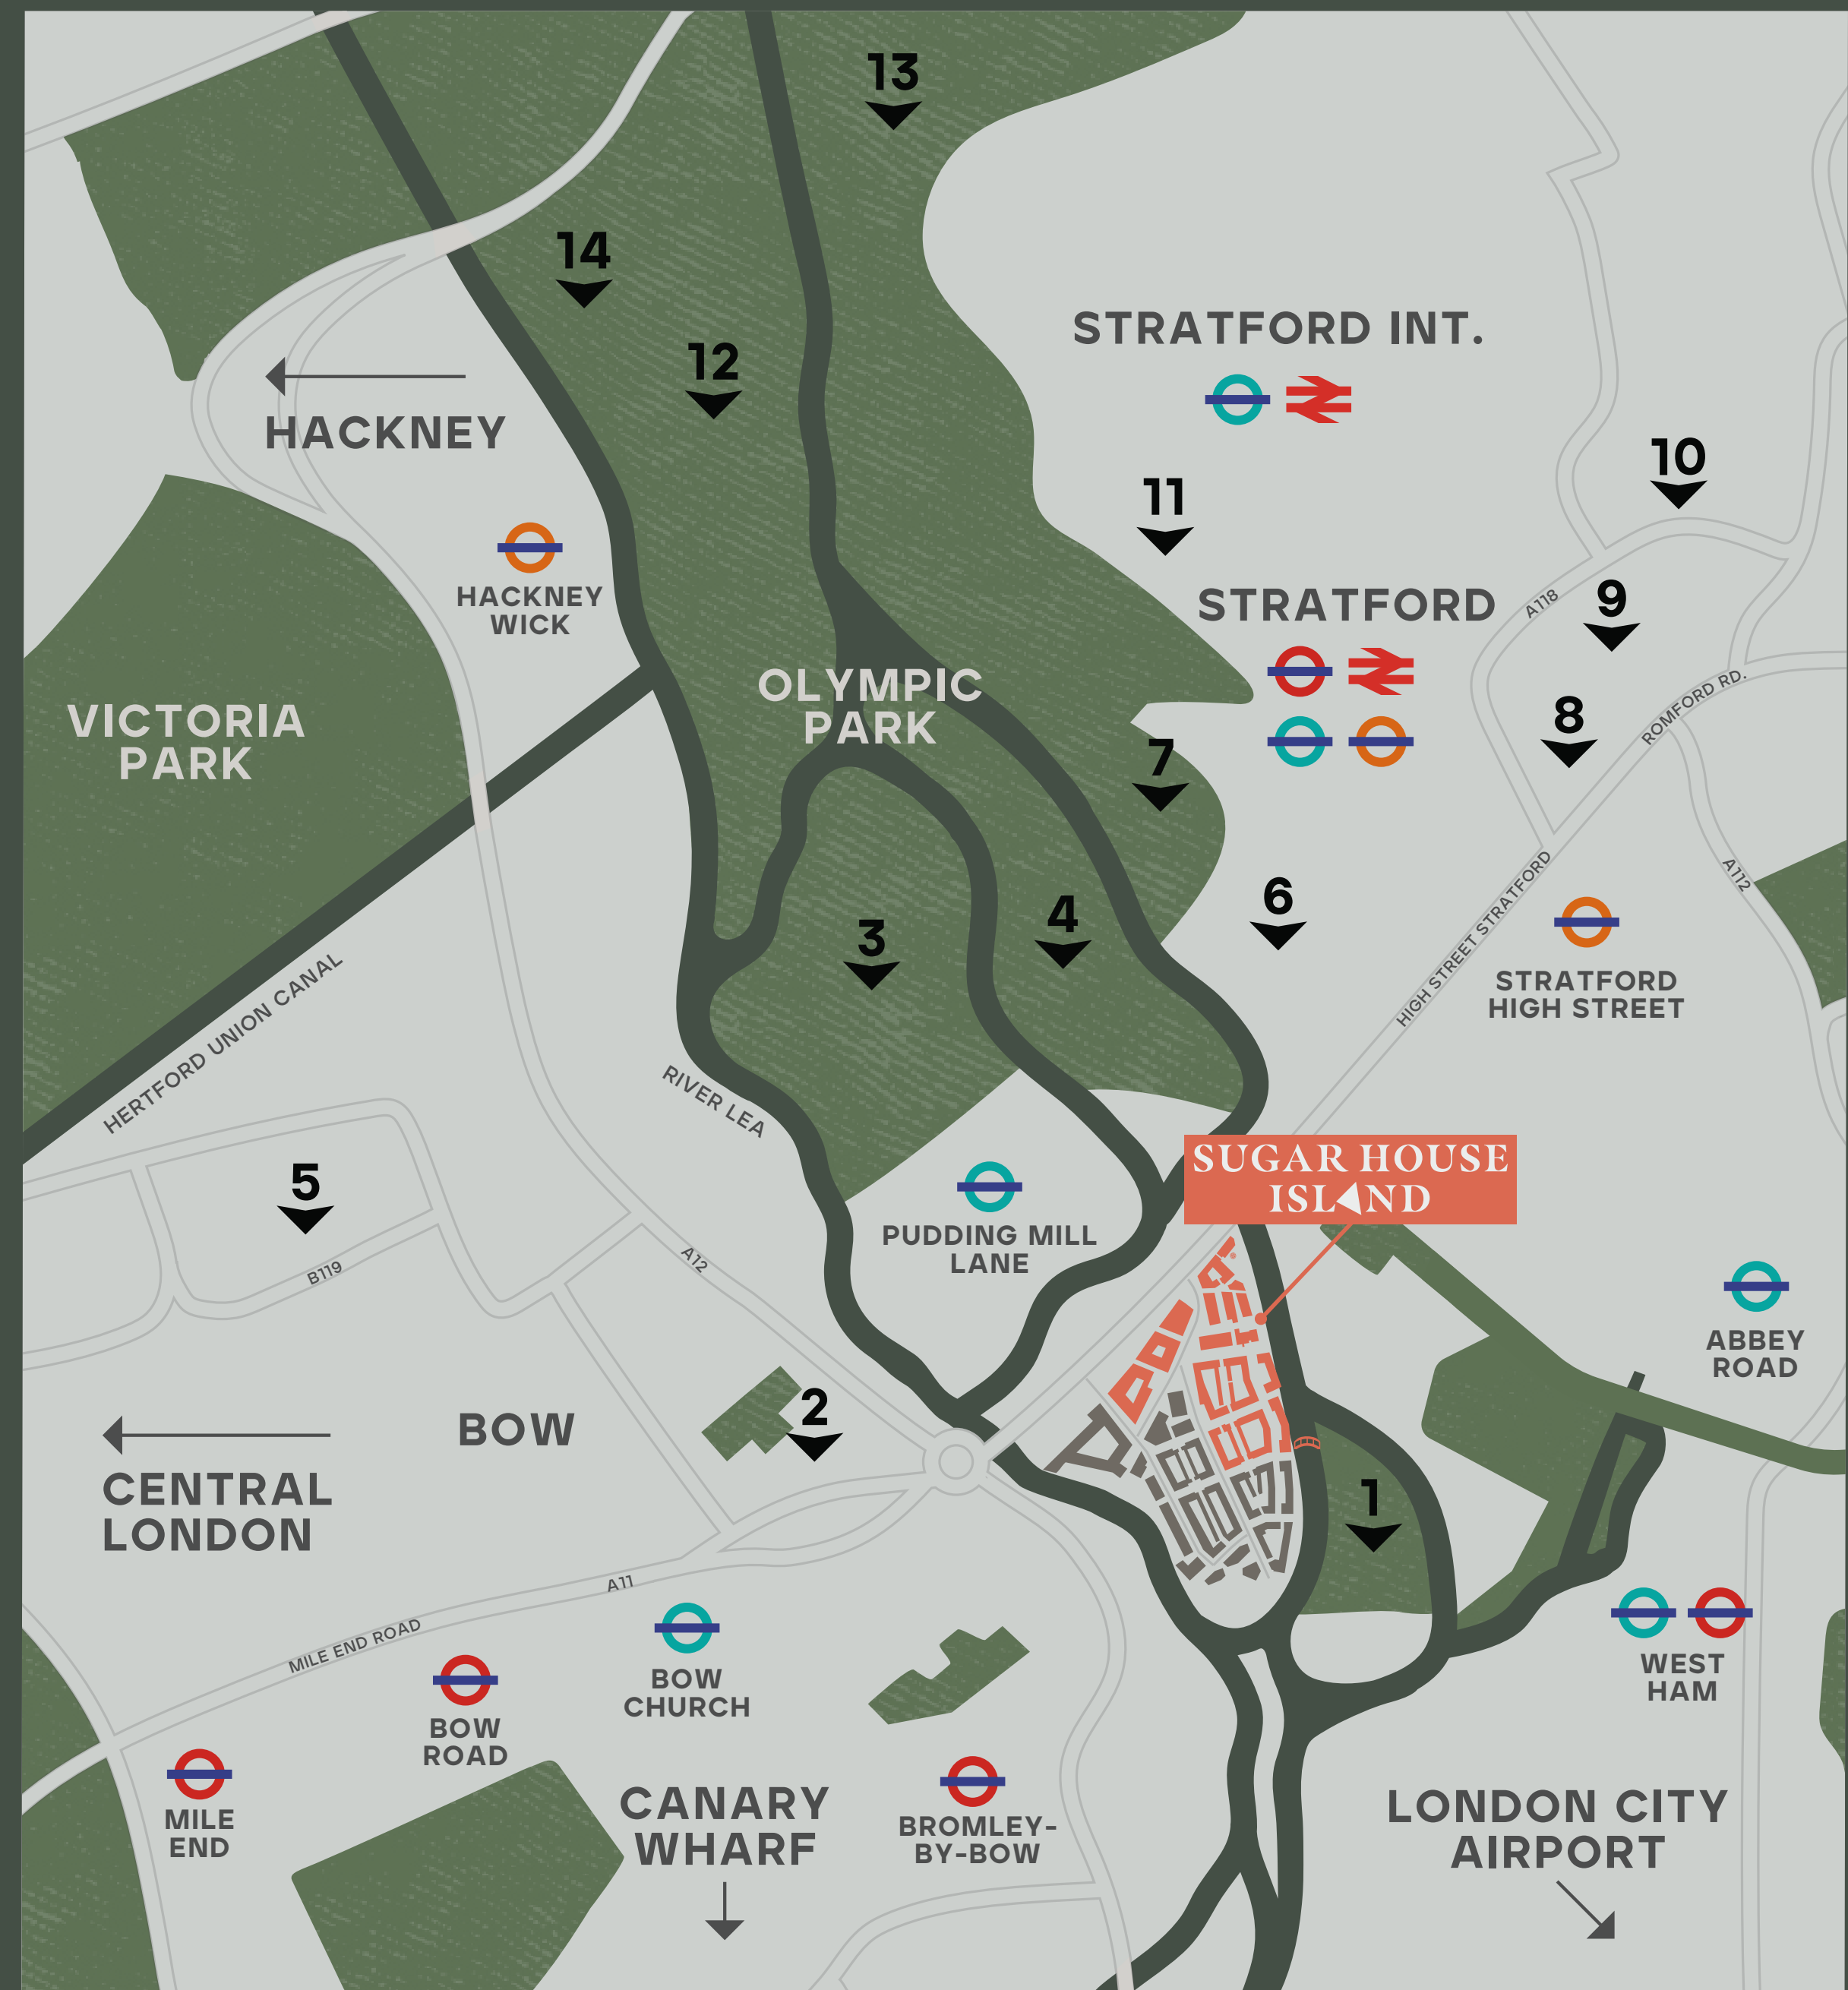 13
14
12
STRATFORD INT.
HACKNEY
10
11
HACKNEY
WICK
STRATFORD
A118
9
OLYMPIC
PARK
VICTORIA
PARK
ROMFORD RD.
8
7
A112
HIGH STREET STRATFORD
6
4
3
STRATFORD
HIGH STREET
HERTFORD UNION CANAL
RIVER LEA
SUGAR HOUSE
ISLAND
5
PUDDING MILL
LANE
B119
A12
ABBEY
ROAD
2
BOW
CENTRAL
LONDON
1
A11
MILE END ROAD
BOW
CHURCH
WEST
HAM
BOW
ROAD
MILE
END
CANARY
WHARF
BROMLEY-
BY-BOW
LONDON CITY
AIRPORT